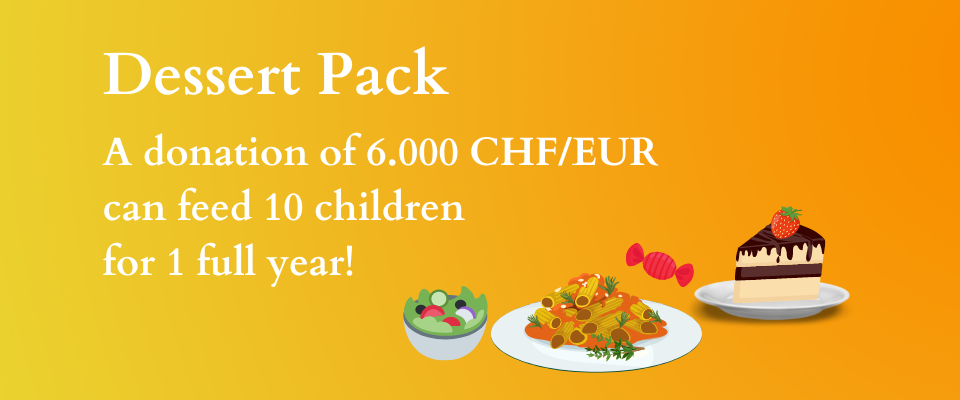 Dessert Pack
A donation of 6.000 CHF/EUR
can feed 10 children
for 1 full year!